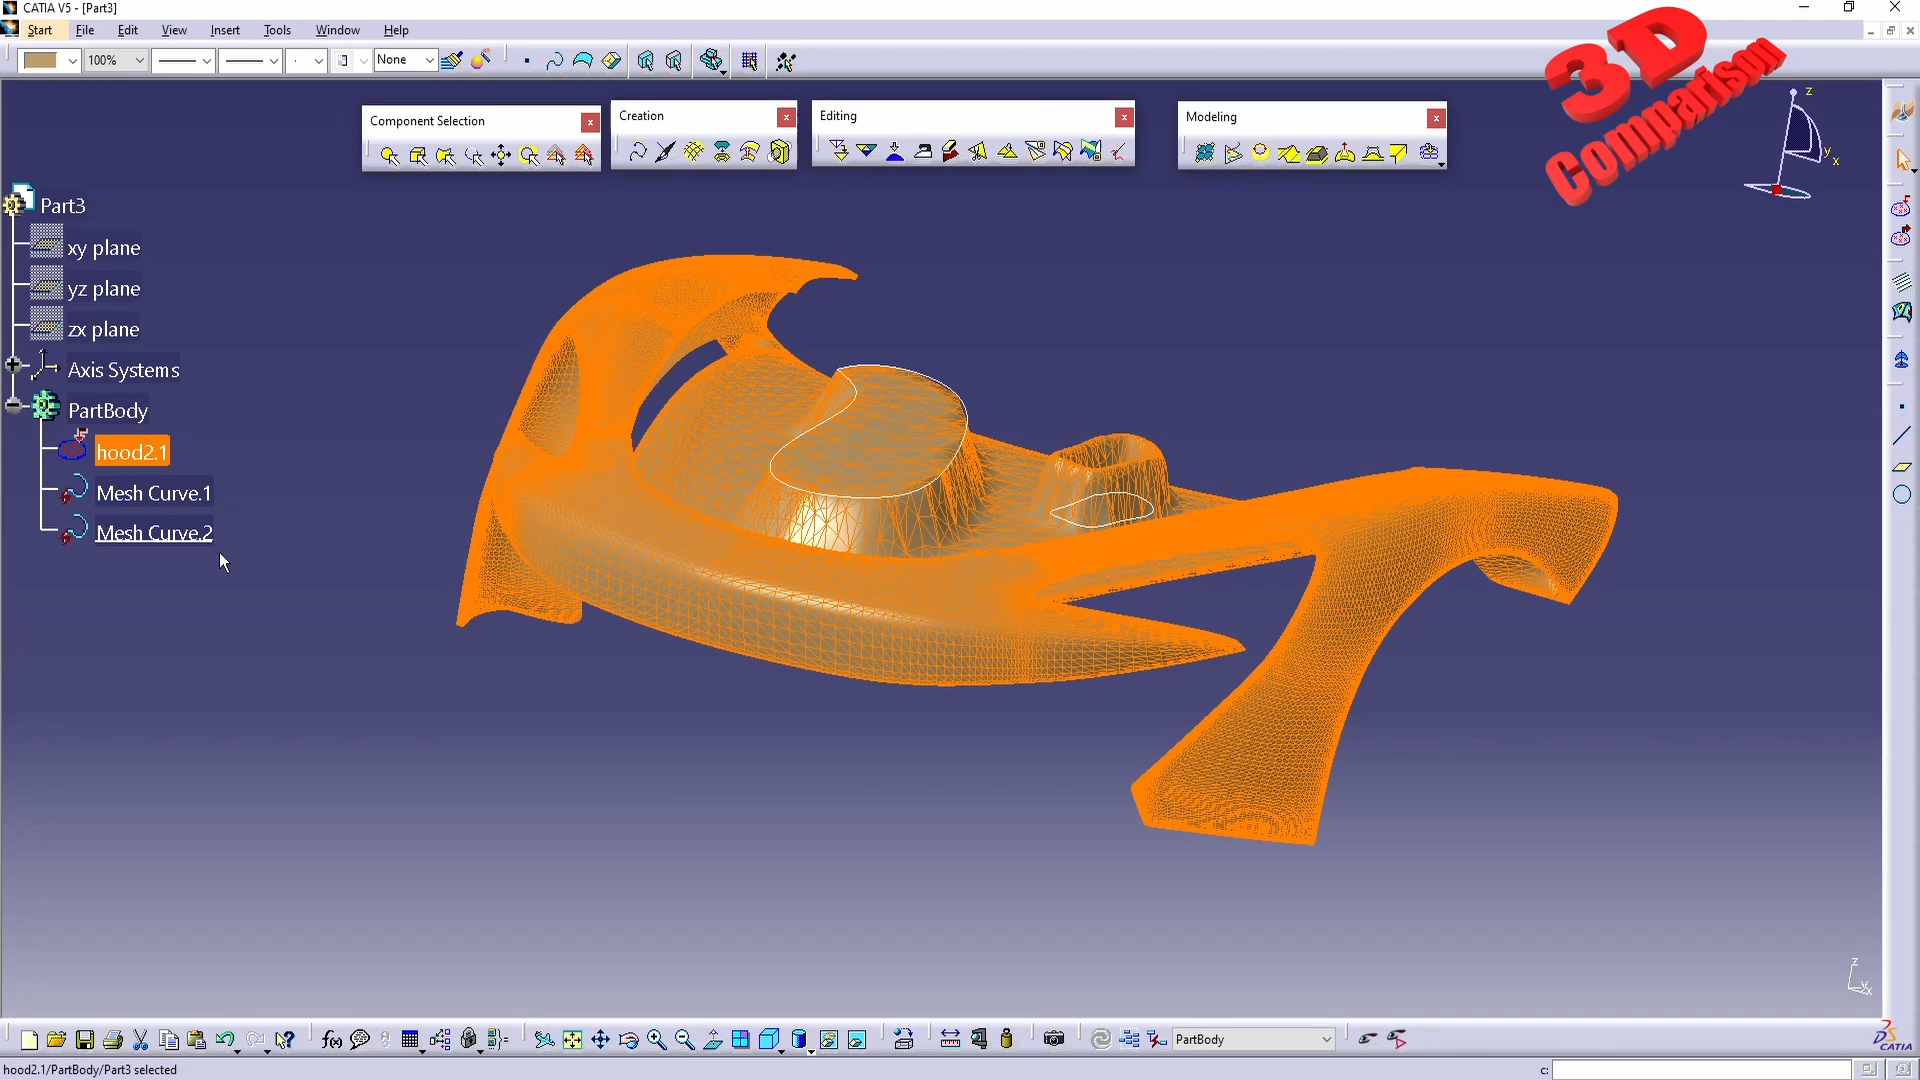 CATIA V5 - [Part3]
Start File Edit View Insert Tools Window Help
100% None
3D
Comparison
Component Selection
Creation
Editing
Modeling
z
y
x
Part3
xy plane
yz plane
zx plane
Axis Systems
PartBody
hood2.1
Mesh Curve.1
Mesh Curve.2
z
y
x
f(x)
PartBody
CATIA
hood2.1/PartBody/Part3 selected
c: